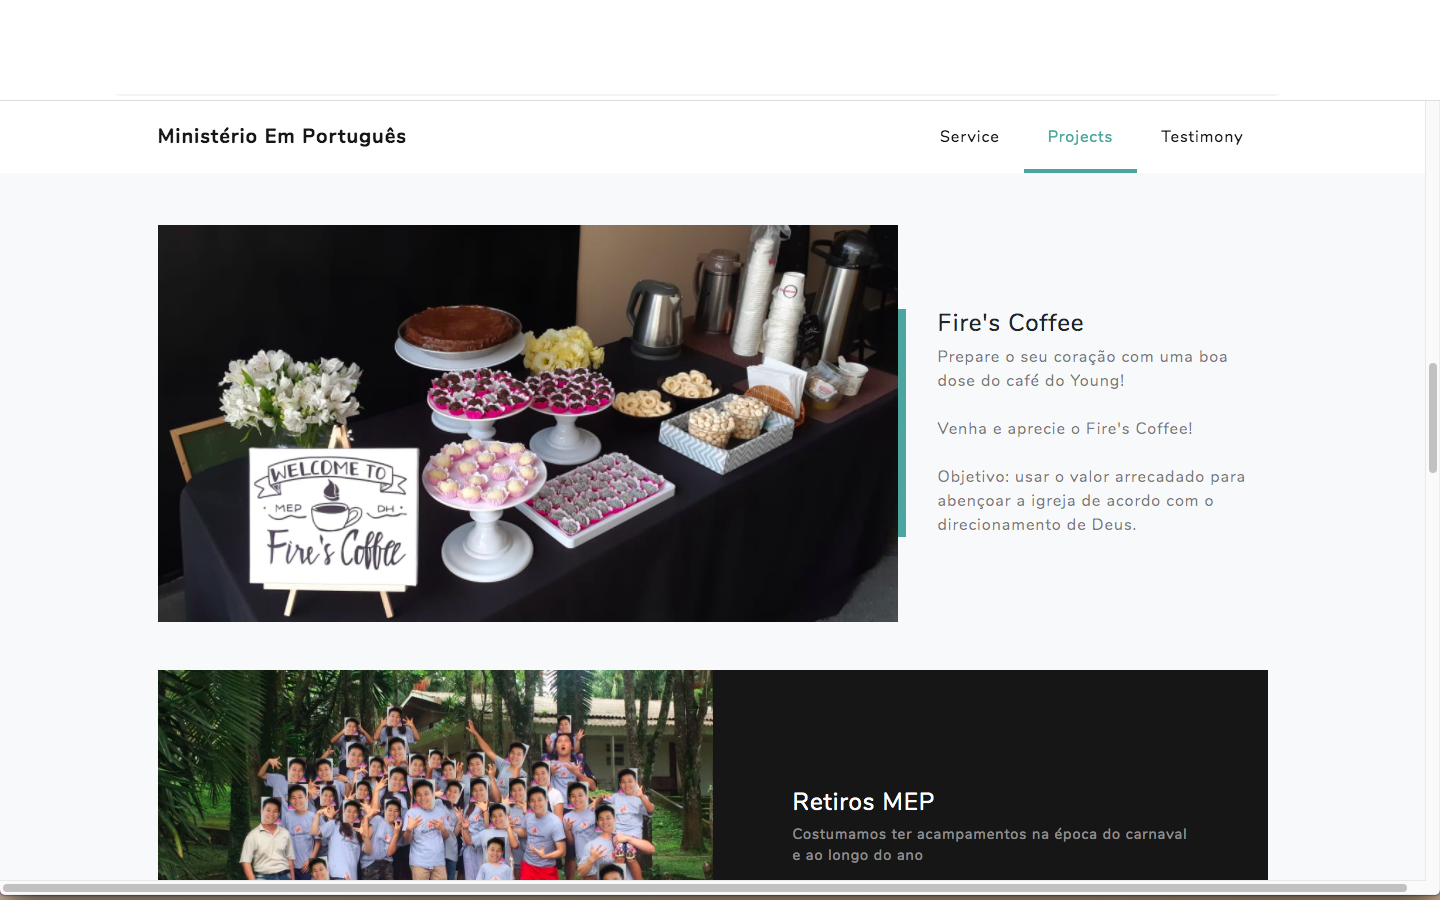 Ministério Em Português
Service
Projects
Testimony
WELCOME TO
MEP DH
Fire's Coffee
Fire's Coffee
Prepare o seu coração com uma boa
dose do café do Young!
Venha e aprecie o Fire's Coffee!
Objetivo: usar o valor arrecadado para
abençoar a igreja de acordo com o
direcionamento de Deus.
Retiros MEP
Costumamos ter acampamentos na época do carnaval
e ao longo do ano